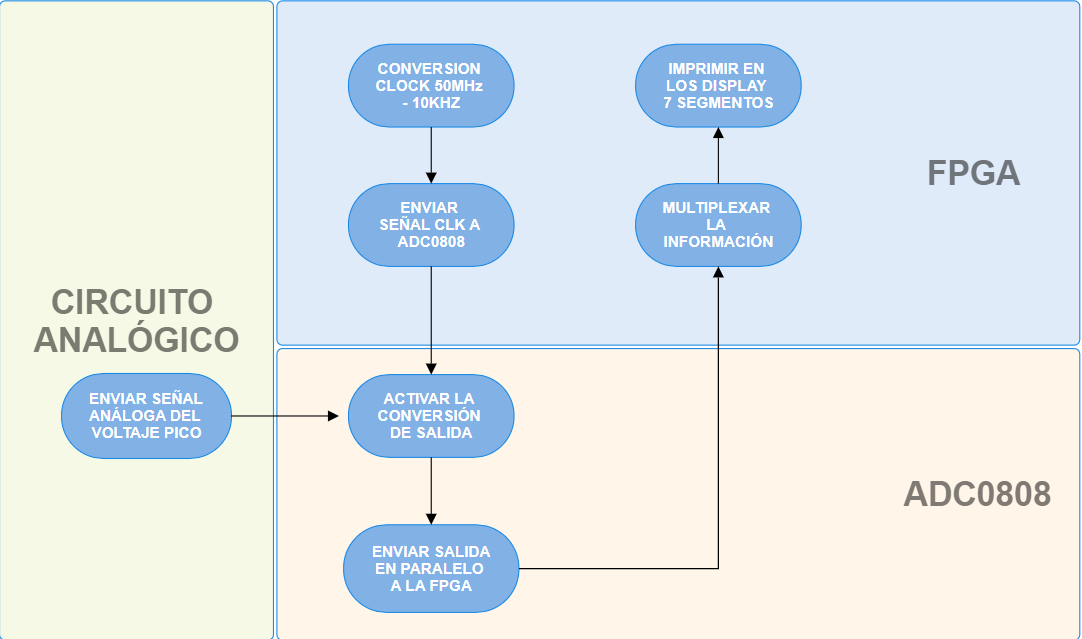 CONVERSION
CLOCK 50MHz
- 10KHZ
IMPRIMIR EN
LOS DISPLAY
7 SEGMENTOS
FPGA
ENVIAR
SEÑAL CLK A
ADC0808
MULTIPLEXAR
LA
INFORMACIÓN
CIRCUITO
ANALÓGICO
ENVIAR SEÑAL
ANÁLOGA DEL
VOLTAJE PICO
ACTIVAR LA
CONVERSIÓN
DE SALIDA
ADC0808
ENVIAR SALIDA
EN PARALELO
A LA FPGA